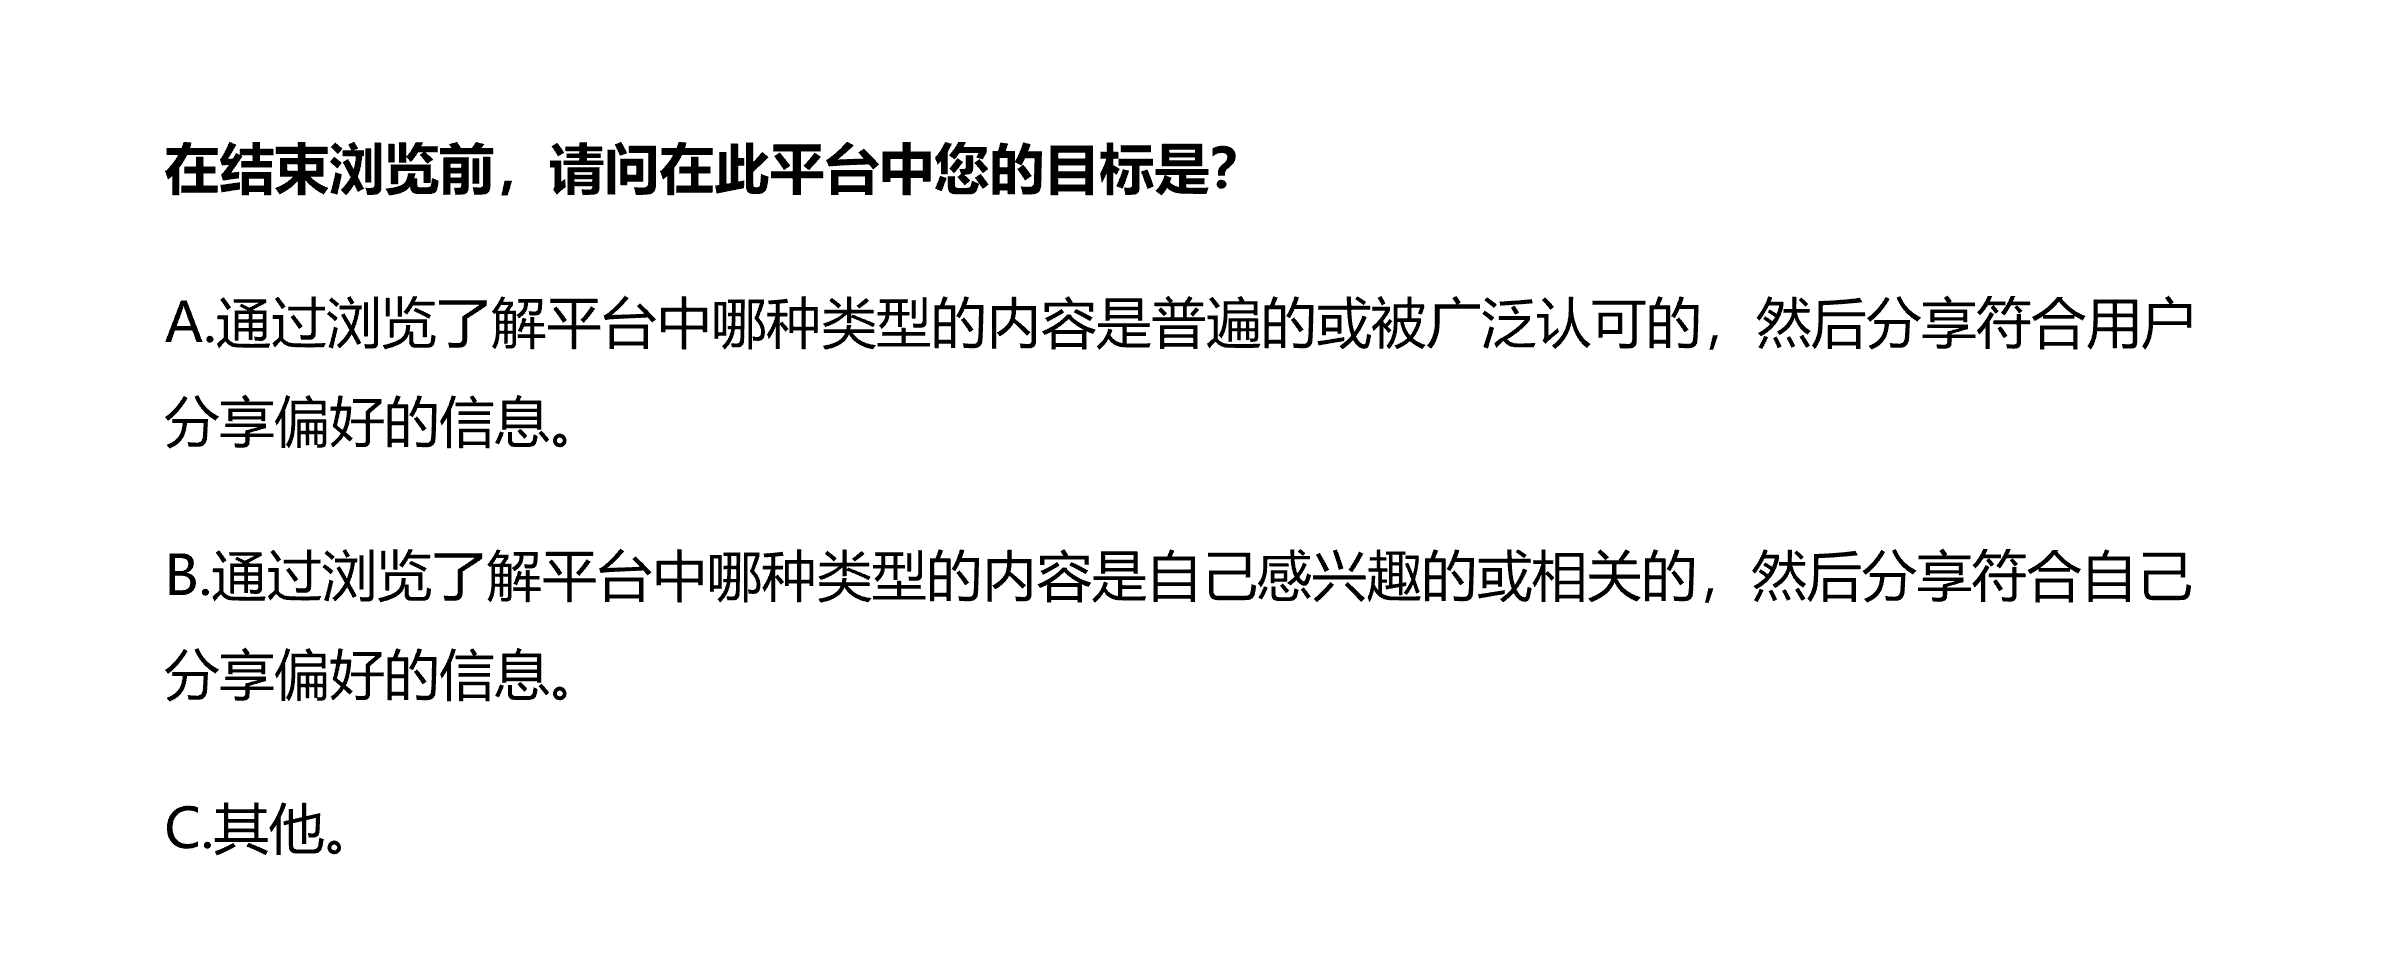 在结束浏览前，请问在此平台中您的目标是？
A.通过浏览了解平台中哪种类型的内容是普遍的或被广泛认可的，然后分享符合用户
分享偏好的信息。
B.通过浏览了解平台中哪种类型的内容是自己感兴趣的或相关的，然后分享符合自己
分享偏好的信息。
C.其他。